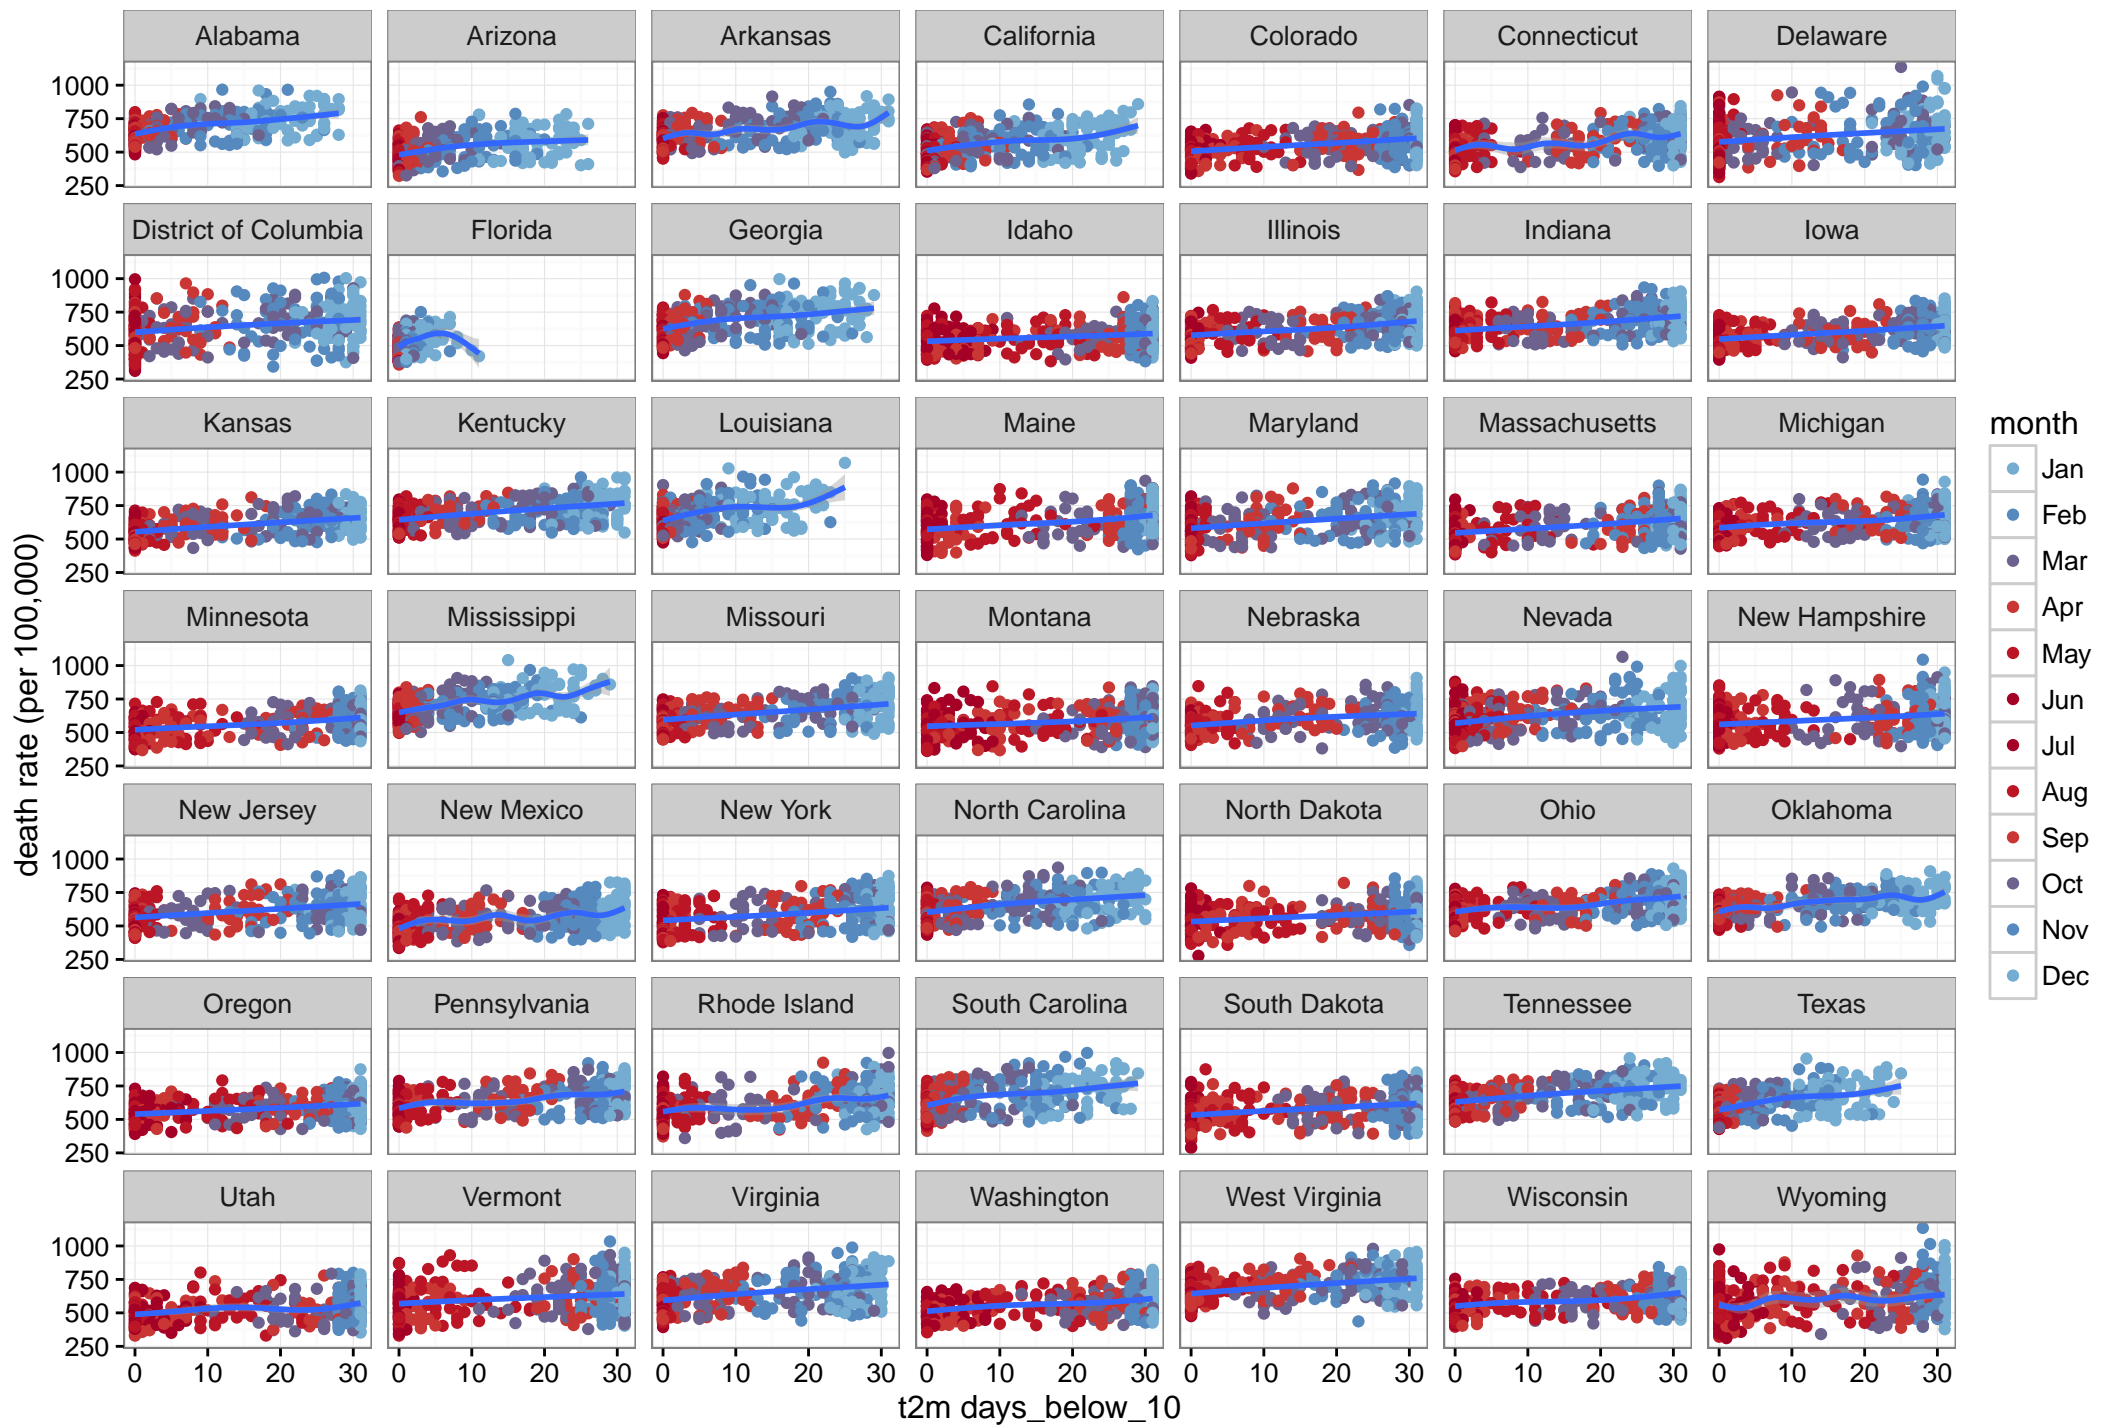 Alabama Arizona Arkansas California Colorado Connecticut Delaware
1000
750
500
250
District of Columbia Florida Georgia Idaho Illinois Indiana Iowa
1000
750
500
250
Kansas Kentucky Louisiana Maine Maryland Massachusetts Michigan
1000
750
500
250
Minnesota Mississippi Missouri Montana Nebraska Nevada New Hampshire
1000
750
500
250
New Jersey New Mexico New York North Carolina North Dakota Ohio Oklahoma
1000
750
500
250
Oregon Pennsylvania Rhode Island South Carolina South Dakota Tennessee Texas
1000
750
500
250
Utah Vermont Virginia Washington West Virginia Wisconsin Wyoming
1000
750
500
250
0 10 20 30 0 10 20 30 0 10 20 30 0 10 20 30 0 10 20 30 0 10 20 30 0 10 20 30
t2m days_below_10
death rate (per 100,000)
month
Jan
Feb
Mar
Apr
May
Jun
Jul
Aug
Sep
Oct
Nov
Dec